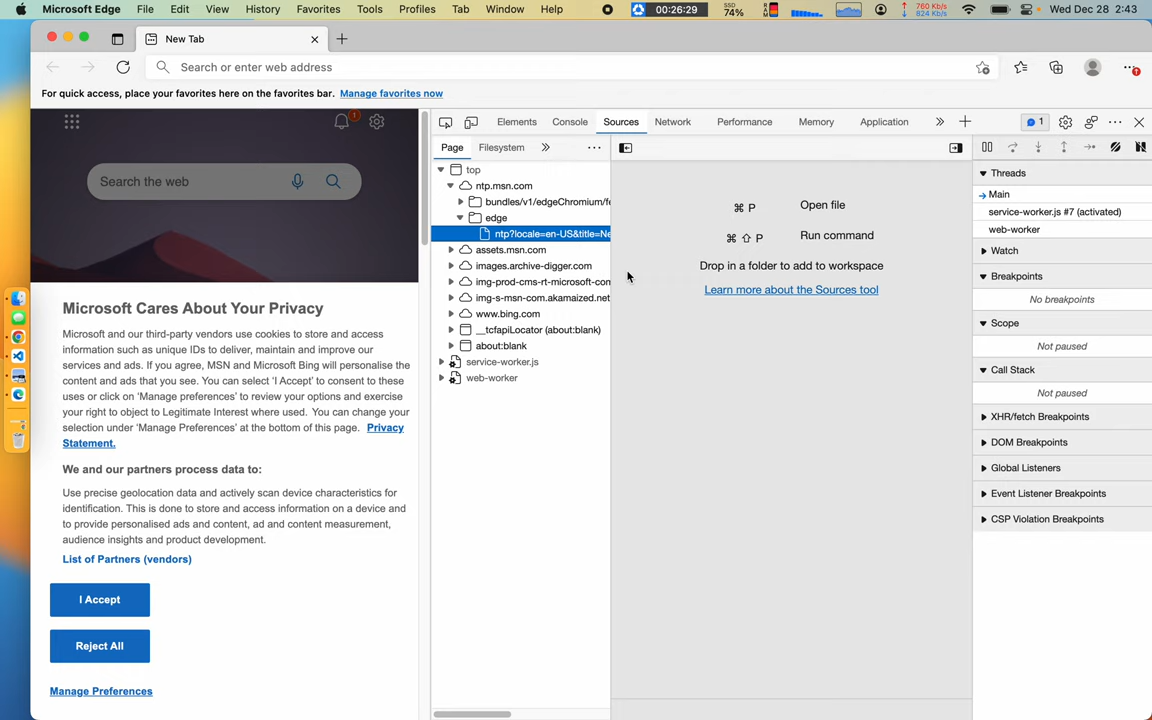 Microsoft Edge File Edit View History Favorites Tools Profiles Tab Window Help 00:26:29 SSD 74% 760 Kb/s 824 Kb/s Wed Dec 28 2:43
New Tab
Search or enter web address
For quick access, place your favorites here on the favorites bar. Manage favorites now
1
Search the web
Microsoft Cares About Your Privacy
Microsoft and our third-party vendors use cookies to store and access
information such as unique IDs to deliver, maintain and improve our
services and ads. If you agree, MSN and Microsoft Bing will personalise the
content and ads that you see. You can select 'I Accept' to consent to these
uses or click on 'Manage preferences' to review your options and exercise
your right to object to Legitimate Interest where used. You can change your
selection under 'Manage Preferences' at the bottom of this page. Privacy
Statement.
We and our partners process data to:
Use precise geolocation data and actively scan device characteristics for
identification. This is done to store and access information on a device and
to provide personalised ads and content, ad and content measurement,
audience insights and product development.
List of Partners (vendors)
I Accept
Reject All
Manage Preferences
Elements Console Sources Network Performance Memory Application 1
Page Filesystem
top
ntp.msn.com
bundles/v1/edgeChromium/fe
edge
ntp?locale=en-US&title=Ne
assets.msn.com
images.archive-digger.com
img-prod-cms-rt-microsoft-com
img-s-msn-com.akamaized.net
www.bing.com
__tcfapiLocator (about:blank)
about:blank
service-worker.js
web-worker
⌘ P Open file
⌘ ⇧ P Run command
Drop in a folder to add to workspace
Learn more about the Sources tool
Threads
Main
service-worker.js #7 (activated)
web-worker
Watch
Breakpoints
No breakpoints
Scope
Not paused
Call Stack
Not paused
XHR/fetch Breakpoints
DOM Breakpoints
Global Listeners
Event Listener Breakpoints
CSP Violation Breakpoints